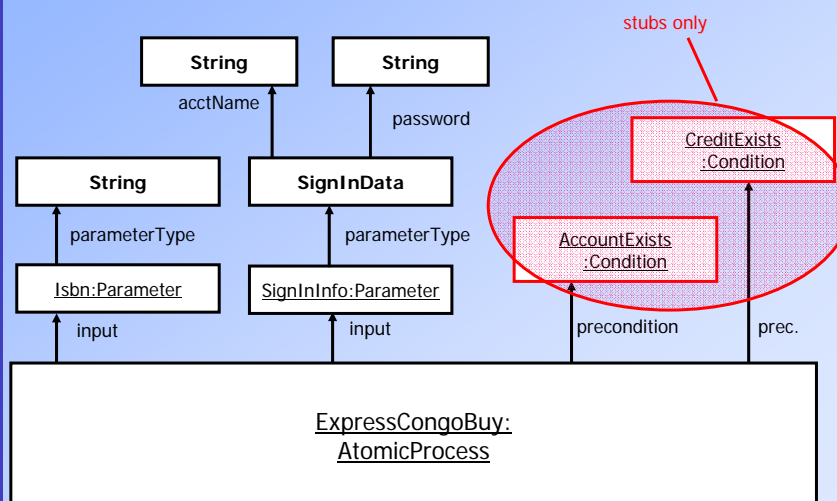 stubs only
String
String
acctName
password
CreditExists
:Condition
String
SignInData
parameterType
parameterType
AccountExists
:Condition
Isbn:Parameter
SignInInfo:Parameter
input
input
precondition
prec.
ExpressCongoBuy:
AtomicProcess